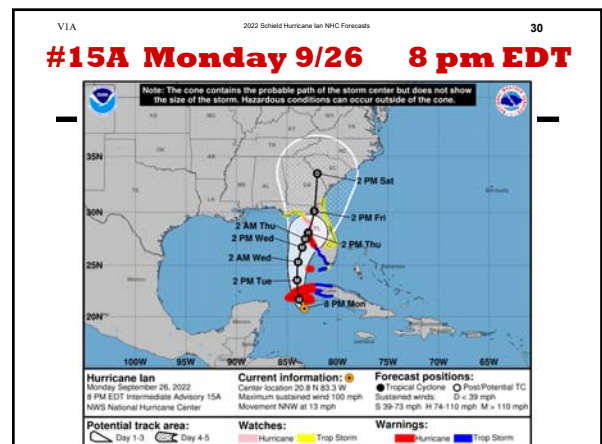 V1A 2022 Schield Hurricane Ian NHC Forecasts 30
#15A Monday 9/26 8 pm EDT
Note: The cone contains the probable path of the storm center but does not show
the size of the storm. Hazardous conditions can occur outside of the cone.
35N
2 PM Sat
Bermuda
30N
2 PM Fri
2 AM Thu
2 PM Wed
2 PM Thu
25N
2 AM Wed
2 PM Tue
20N
8 PM Mon
100W 95W 90W 85W 80W 75W 70W 65W
Hurricane Ian
Monday September 26, 2022
8 PM EDT Intermediate Advisory 15A
NWS National Hurricane Center
Current information:
Center location 20.8 N 83.3 W
Maximum sustained wind 100 mph
Movement NNW at 13 mph
Forecast positions:
Tropical Cyclone Post/Potential TC
Sustained winds: D < 39 mph
S 39-73 mph H 74-110 mph M > 110 mph
Potential track area:
Day 1-3 Day 4-5
Watches:
Hurricane Trop Storm
Warnings:
Hurricane Trop Storm